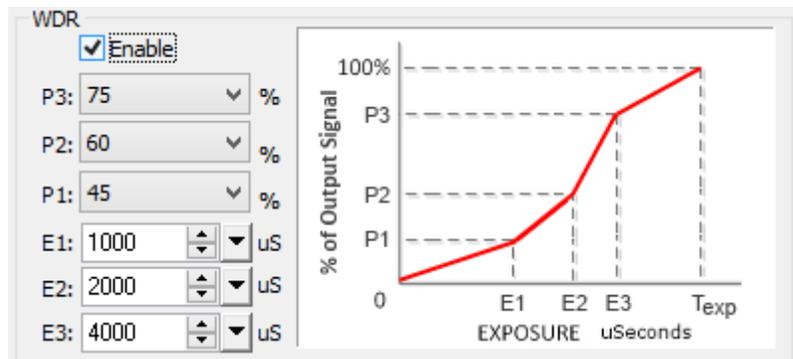 WDR
Enable
P3: 75 %
P2: 60 %
P1: 45 %
E1: 1000 uS
E2: 2000 uS
E3: 4000 uS
% of Output Signal
100%
P3
P2
P1
0 E1 E2 E3 Texp
EXPOSURE uSeconds